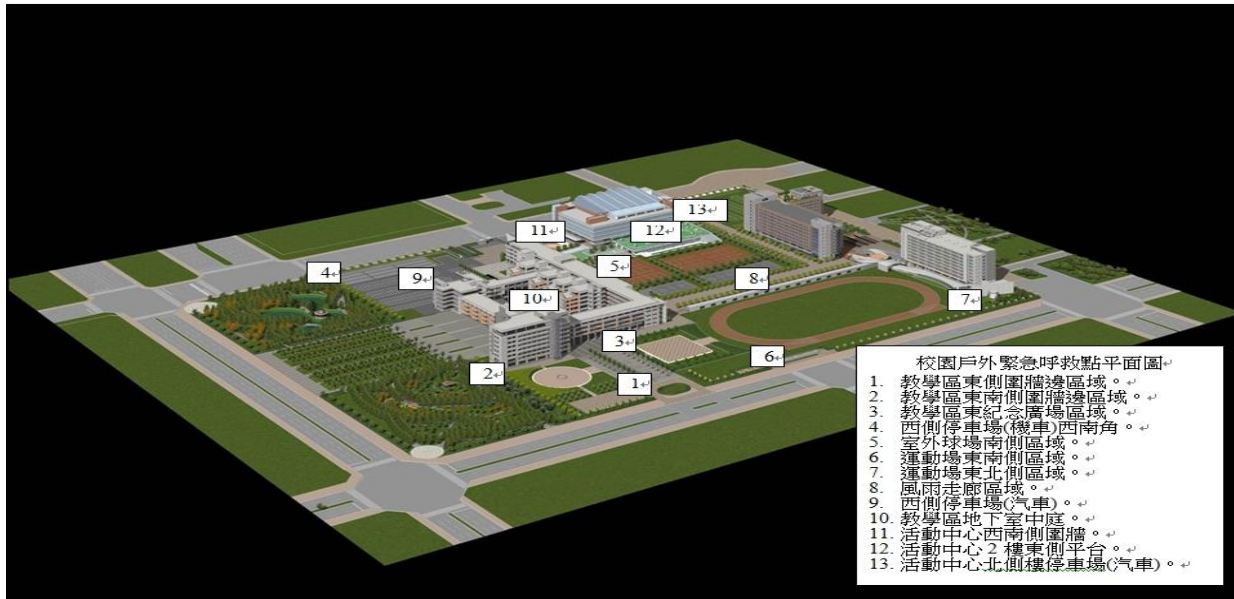 13
11
12
4
9
5
8
10
7
3
6
2
1
校園戶外緊急呼救點平面圖
1. 教學區東側圍牆邊區域。
2. 教學區東南側圍牆邊區域。
3. 教學區東紀念廣場區域。
4. 西側停車場(機車)西南角。
5. 室外球場南側區域。
6. 運動場東南側區域。
7. 運動場東北側區域。
8. 風雨走廊區域。
9. 西側停車場(汽車)。
10. 教學區地下室中庭。
11. 活動中心西南側圍牆。
12. 活動中心2樓東側平台。
13. 活動中心北側樓停車場(汽車)。